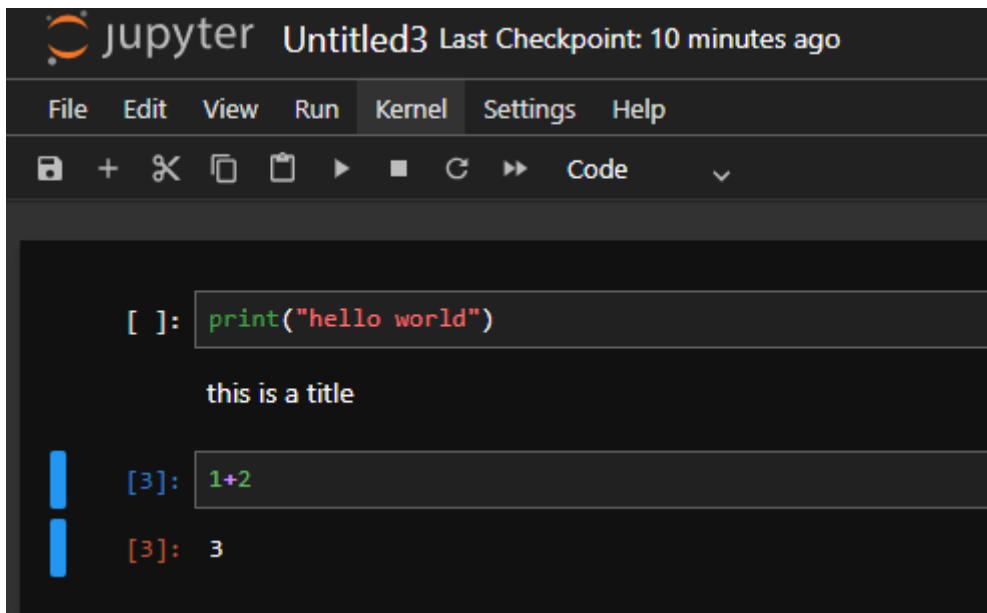 jupyter Untitled3 Last Checkpoint: 10 minutes ago
File Edit View Run Kernel Settings Help
Code
[ ]: print("hello world")
this is a title
[3]: 1+2
[3]: 3